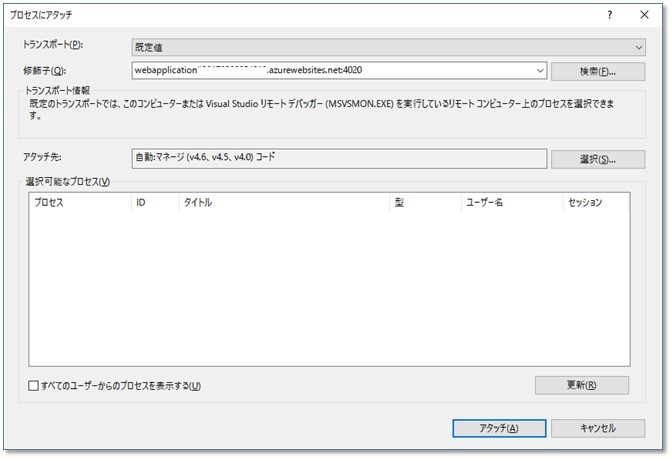 プロセスにアタッチ
トランスポート(P):
既定値
修飾子(Q):
webapplication .azurewebsites.net:4020
検索(F)...
トランスポート情報
既定のトランスポートでは、このコンピューターまたは Visual Studio リモート デバッガー (MSVSMON.EXE) を実行しているリモート コンピューター上のプロセスを選択できま
す。
アタッチ先:
自動:マネージ (v4.6、v4.5、v4.0) コード
選択(S)...
選択可能なプロセス(V)
プロセス ID タイトル 型 ユーザー名 セッション
すべてのユーザーからのプロセスを表示する(U)
更新(R)
アタッチ(A)
キャンセル